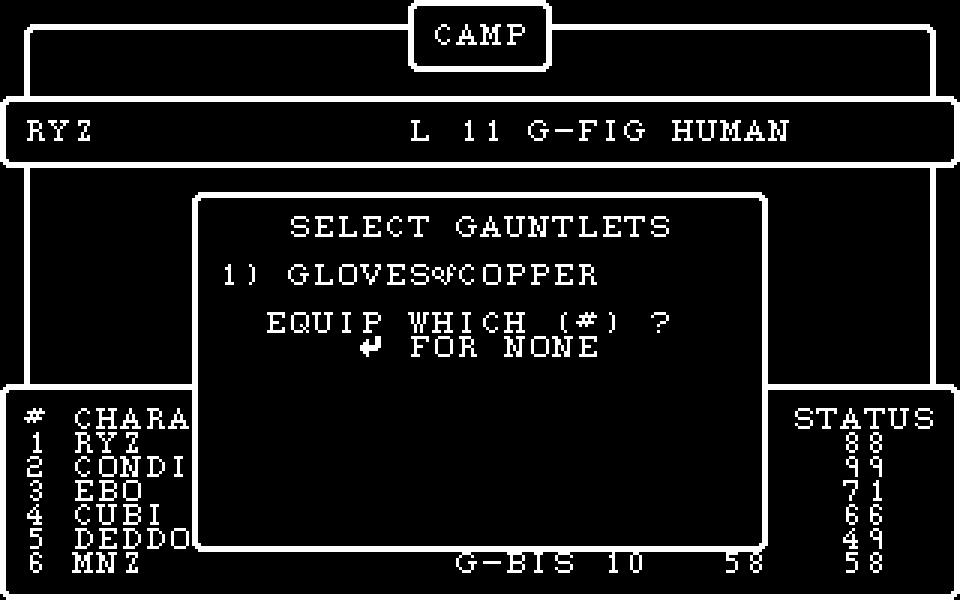 CAMP
RYZ L 11 G-FIG HUMAN
SELECT GAUNTLETS
1) GLOVES of COPPER
EQUIP WHICH (#) ?
↵ FOR NONE
# CHARA STATUS
1 RYZ 88
2 CONDI 99
3 EBO 71
4 CUBI 66
5 DEDDO 49
6 MNZ G-BIS 10 58 58